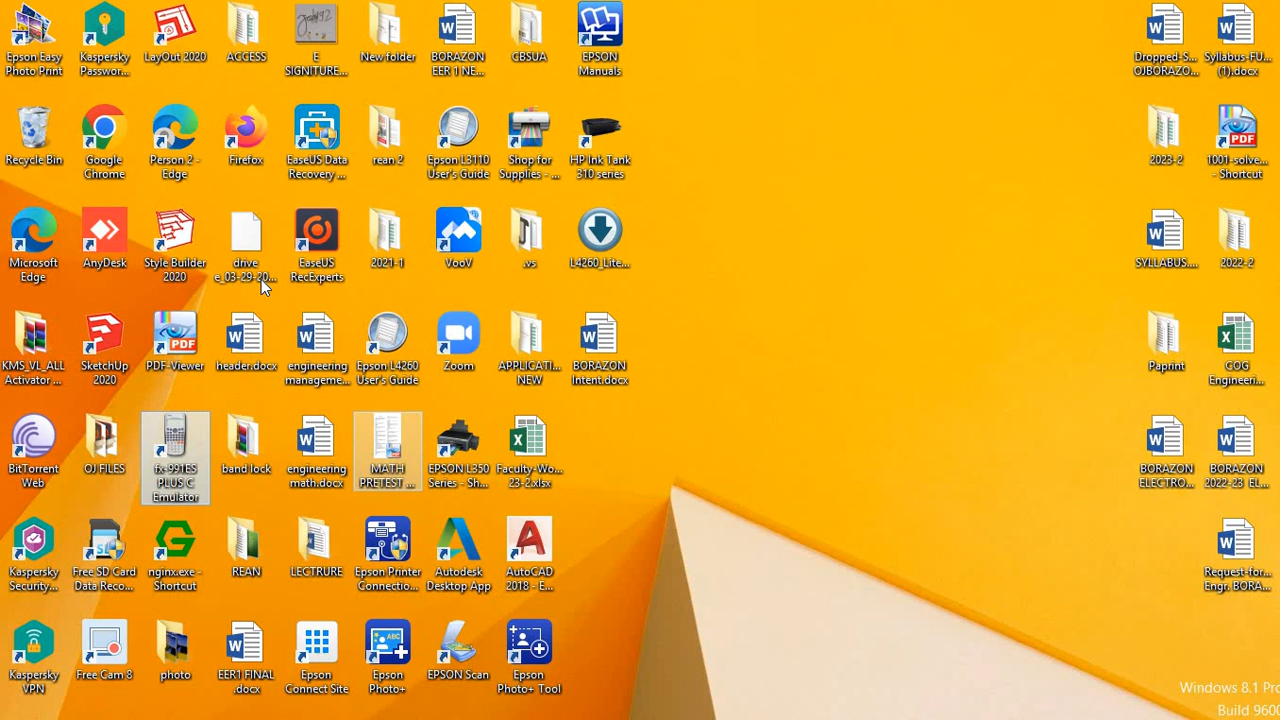 Epson Easy
Photo Print
Kaspersky
Passwor...
LayOut 2020
ACCESS
E
SIGNITURE...
New folder
BORAZON
EER 1 NE...
CBSUA
EPSON
Manuals
Dropped-S...
OJBORAZO...
Syllabus-FU...
(1).docx
Recycle Bin
Google
Chrome
Person 2 -
Edge
Firefox
EaseUS Data
Recovery ...
rean 2
Epson L3110
User's Guide
Shop for
Supplies - ...
HP Ink Tank
310 series
2023-2
1001-solve...
- Shortcut
Microsoft
Edge
AnyDesk
Style Builder
2020
drive
e_03-29-20...
EaseUS
RecExperts
2021-1
VooV
.vs
L4260_Lite...
SYLLABUS....
2022-2
KMS_VL_ALL
Activator ...
SketchUp
2020
PDF-Viewer
header.docx
engineering
manageme...
Epson L4260
User's Guide
Zoom
APPLICATI...
NEW
BORAZON
Intent.docx
Paprint
COG
Engineeri...
BitTorrent
Web
OJ FILES
fx-991ES
PLUS C
Emulator
band lock
engineering
math.docx
MATH
PRETEST ...
EPSON L350
Series - Sh...
Faculty-Wo...
23-2.xlsx
BORAZON
ELECTRO...
BORAZON
2022-23_EL...
Kaspersky
Security...
Free SD Card
Data Reco...
nginx.exe -
Shortcut
REAN
LECTRURE
Epson Printer
Connectio...
Autodesk
Desktop App
AutoCAD
2018 - E...
Request-for...
Engr. BORA...
Kaspersky
VPN
Free Cam 8
photo
EER1 FINAL
.docx
Epson
Connect Site
Epson
Photo+
EPSON Scan
Epson
Photo+ Tool
Windows 8.1 Pro
Build 9600